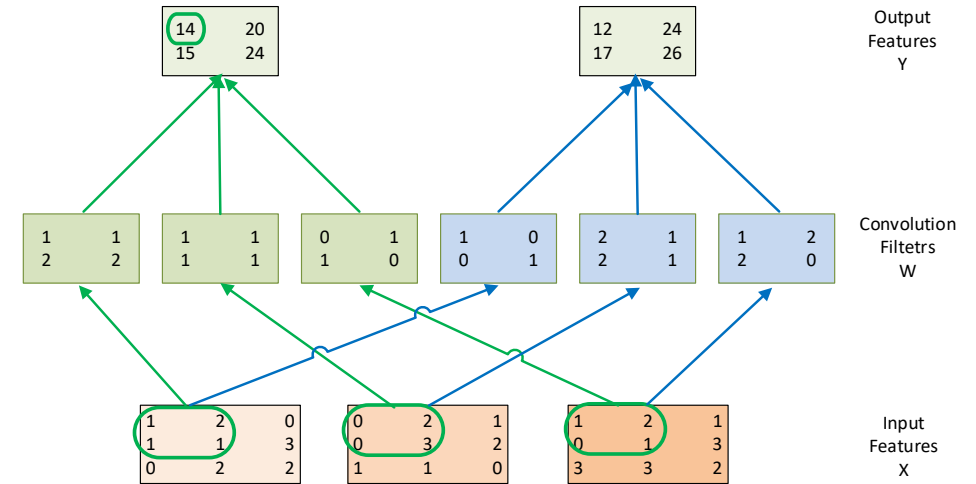 14 20
15 24
12 24
17 26
Output
Features
Y
1 1
2 2
1 1
1 1
0 1
1 0
1 0
0 1
2 1
2 1
1 2
2 0
Convolution
Filtetrs
W
1 2 0
1 1 3
0 2 2
0 2 1
0 3 2
1 1 0
1 2 1
0 1 3
3 3 2
Input
Features
X